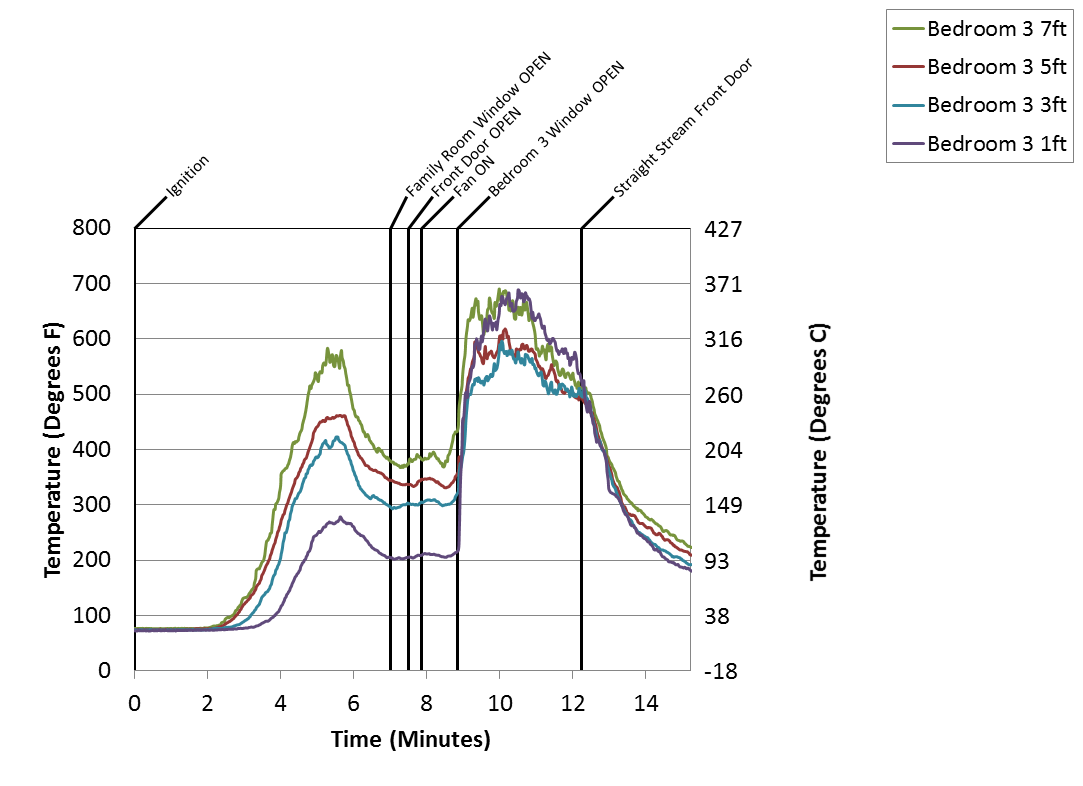 Bedroom 3 7ft
Bedroom 3 5ft
Bedroom 3 3ft
Bedroom 3 1ft
Ignition
Family Room Window OPEN
Front Door OPEN
Fan ON
Bedroom 3 Window OPEN
Straight Stream Front Door
800
700
600
500
400
300
200
100
0
Temperature (Degrees F)
427
371
316
260
204
149
93
38
-18
Temperature (Degrees C)
0 2 4 6 8 10 12 14
Time (Minutes)